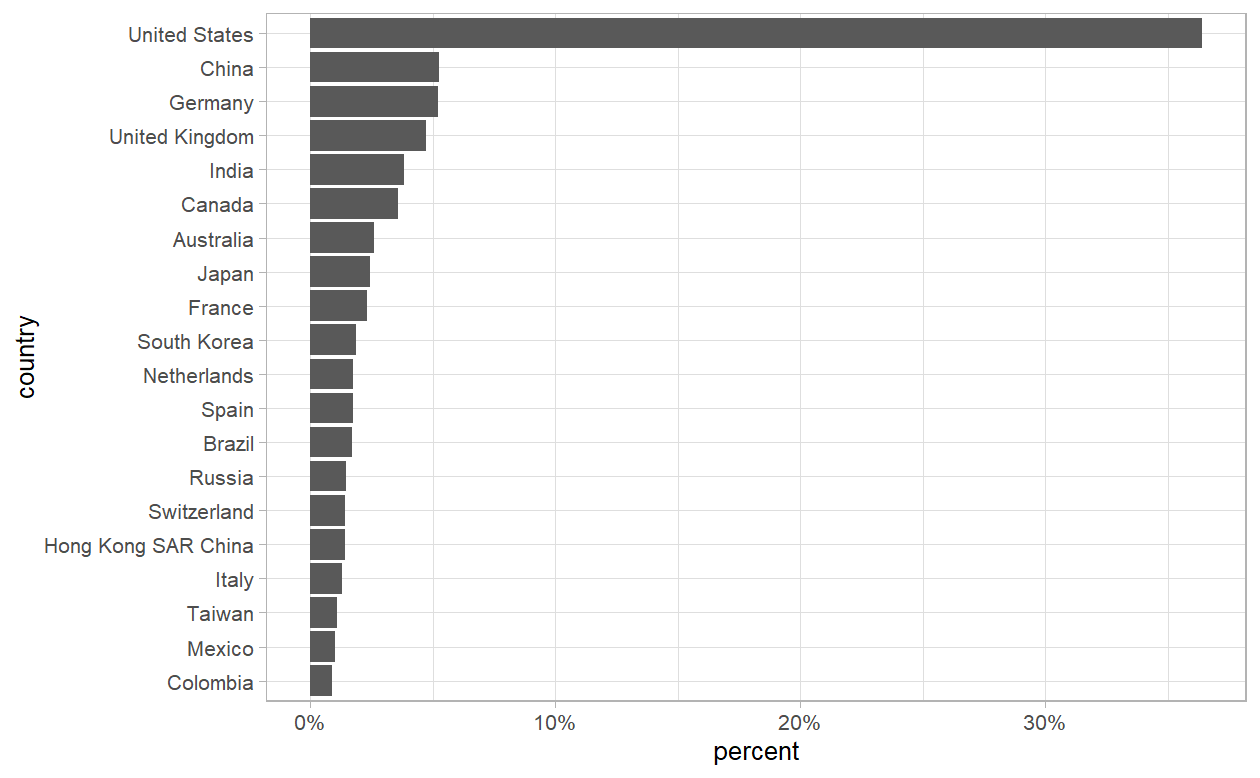 United States
China
Germany
United Kingdom
India
Canada
Australia
Japan
France
South Korea
Netherlands
Spain
Brazil
Russia
Switzerland
Hong Kong SAR China
Italy
Taiwan
Mexico
Colombia
country
0% 10% 20% 30%
percent